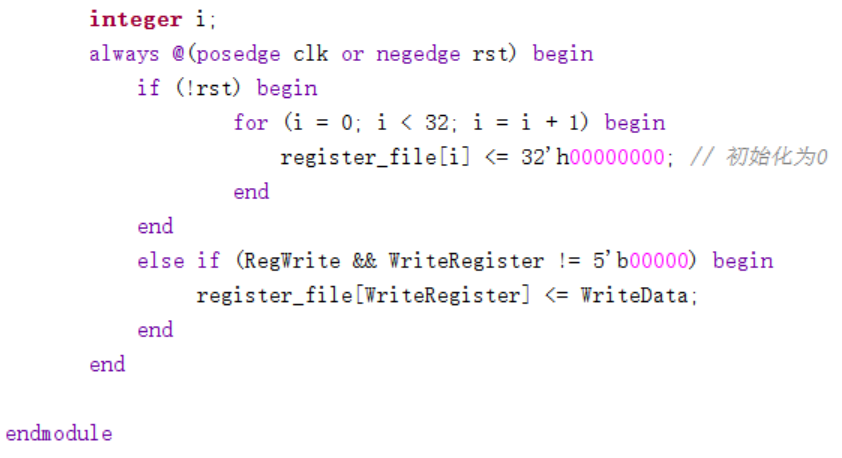 integer i;
always @(posedge clk or negedge rst) begin
if (!rst) begin
for (i = 0; i < 32; i = i + 1) begin
register_file[i] <= 32'h00000000; // 初始化为0
end
end
else if (RegWrite && WriteRegister != 5'b00000) begin
register_file[WriteRegister] <= WriteData;
end
end
endmodule